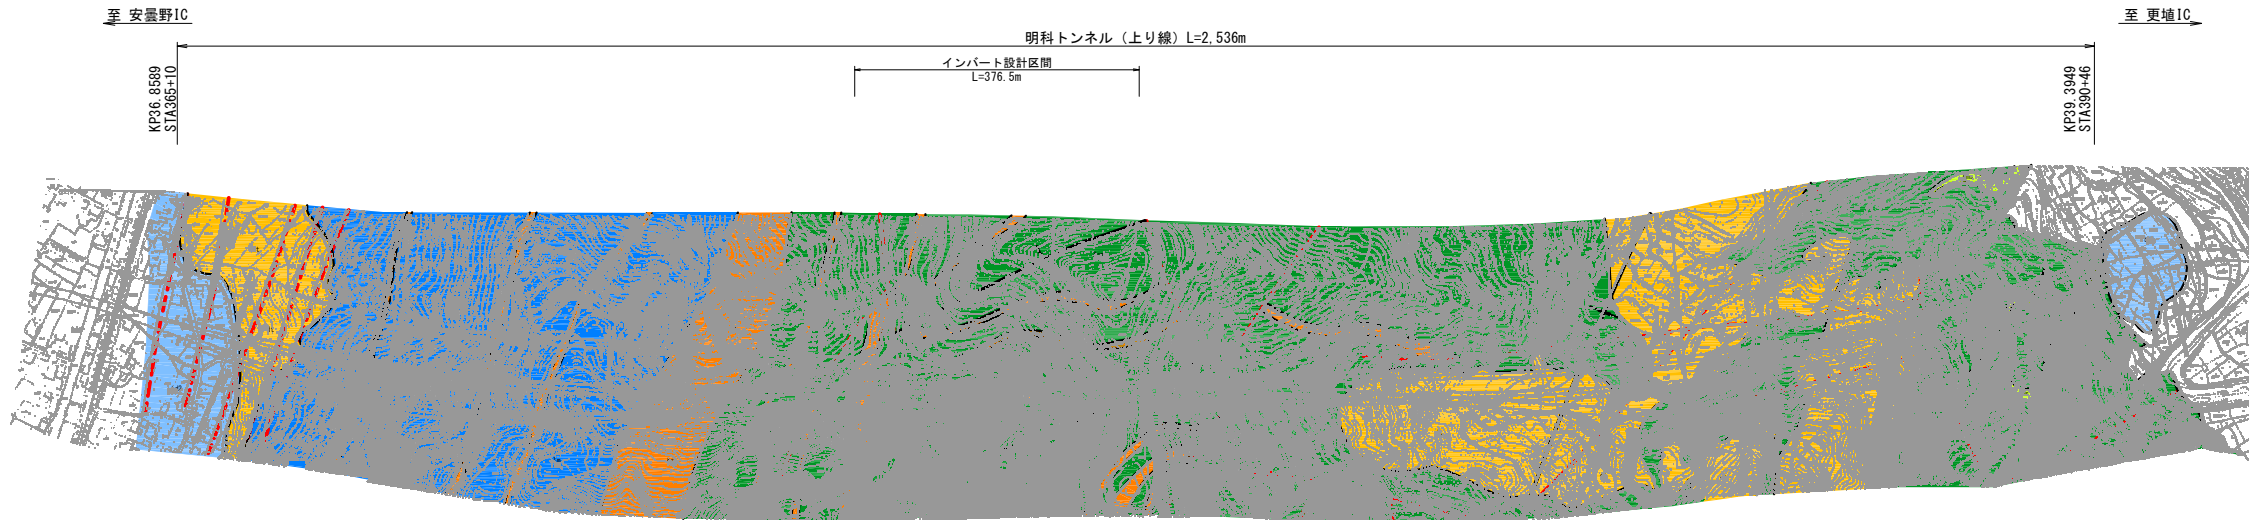 至 安曇野IC
至 更埴IC
明科トンネル（上り線）L=2,536m
インバート設計区間
L=376.5m
KP36.8589
STA365+10
KP39.3949
STA390+46